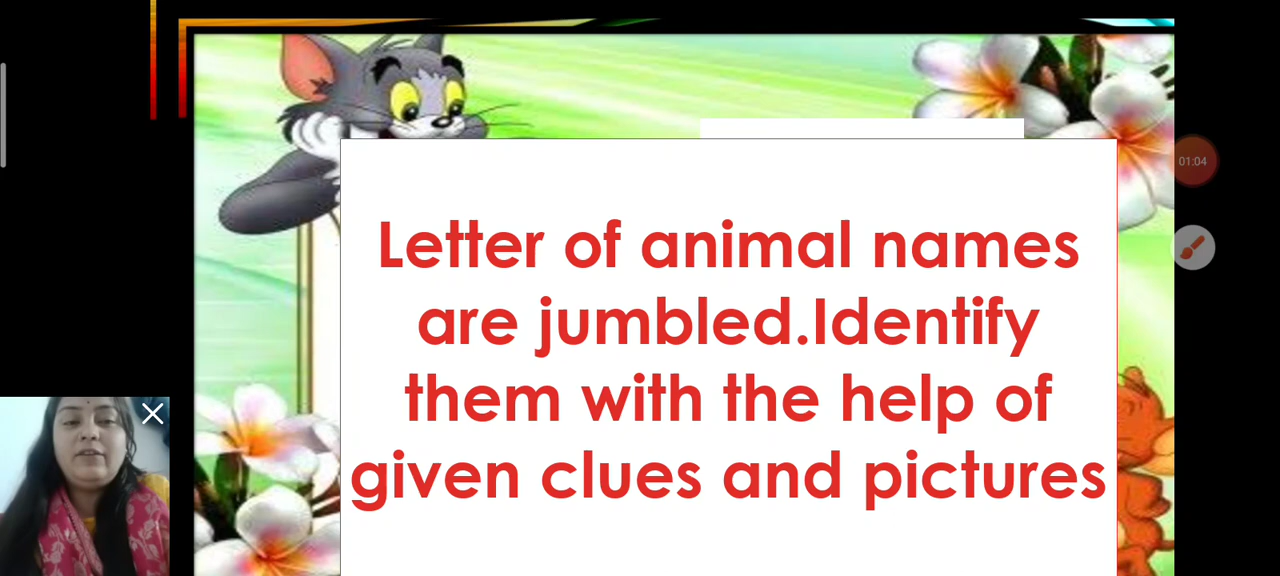 Letter of animal names
are jumbled.Identify
them with the help of
given clues and pictures
01:04